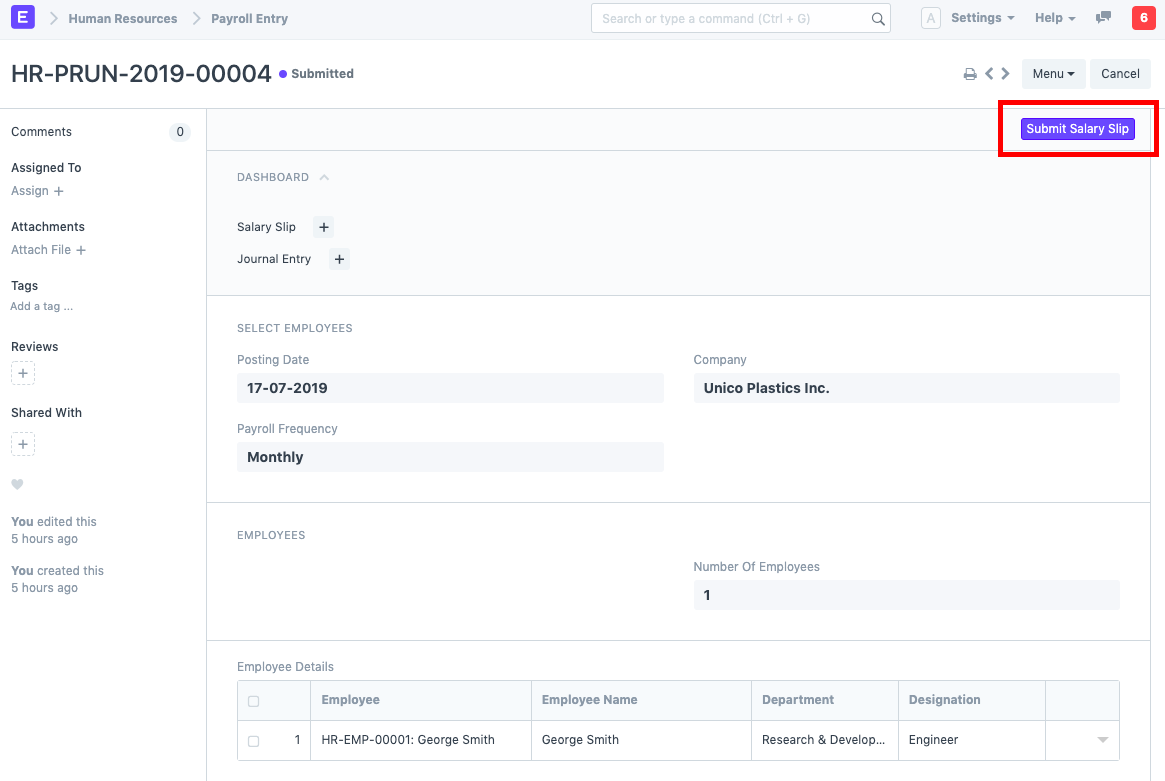 E Human Resources Payroll Entry Search or type a command (Ctrl + G) A Settings Help 6
HR-PRUN-2019-00004 Submitted Menu Cancel
Submit Salary Slip
Comments 0
Assigned To
Assign +
Attachments
Attach File +
Tags
Add a tag ...
Reviews
+
Shared With
+
You edited this
5 hours ago
You created this
5 hours ago
DASHBOARD
Salary Slip +
Journal Entry +
SELECT EMPLOYEES
Posting Date Company
17-07-2019 Unico Plastics Inc.
Payroll Frequency
Monthly
EMPLOYEES
Number Of Employees
1
Employee Details
Employee Employee Name Department Designation
1 HR-EMP-00001: George Smith George Smith Research & Develop... Engineer